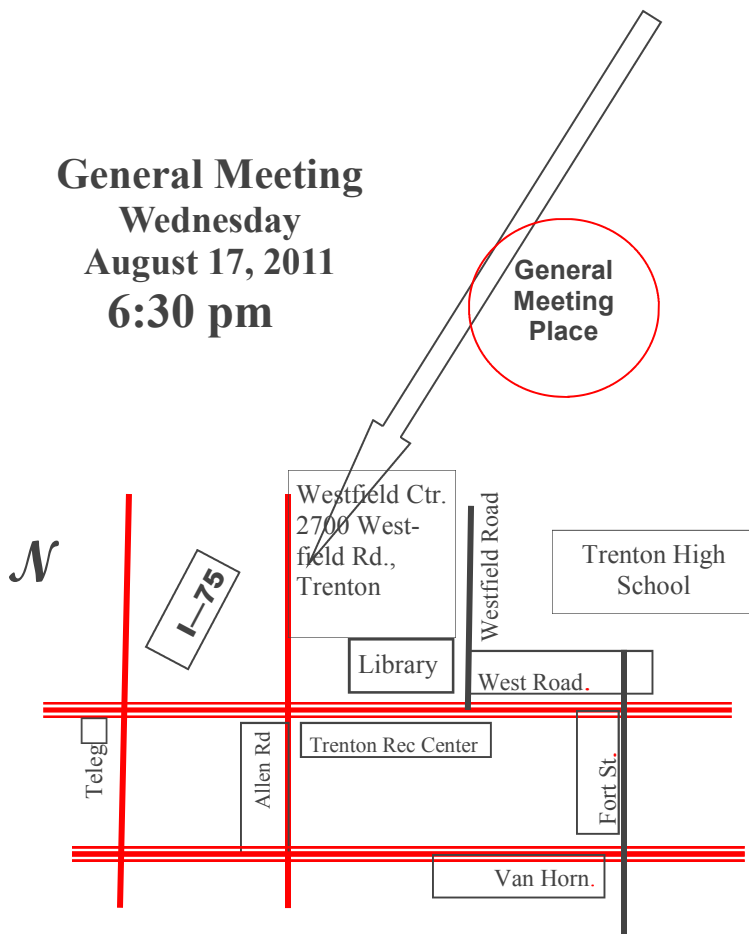 General Meeting
Wednesday
August 17, 2011
6:30 pm
General
Meeting
Place
Westfield Ctr.
2700 West-
field Rd.,
Trenton
Westfield Road
Trenton High
School
N
I—75
Library
West Road.
Teleg
Allen Rd
Trenton Rec Center
Fort St.
Van Horn.